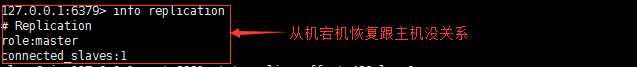 127.0.0.1:6379> info replication
# Replication
role:master
connected_slaves:1
从机宕机恢复跟主机没关系